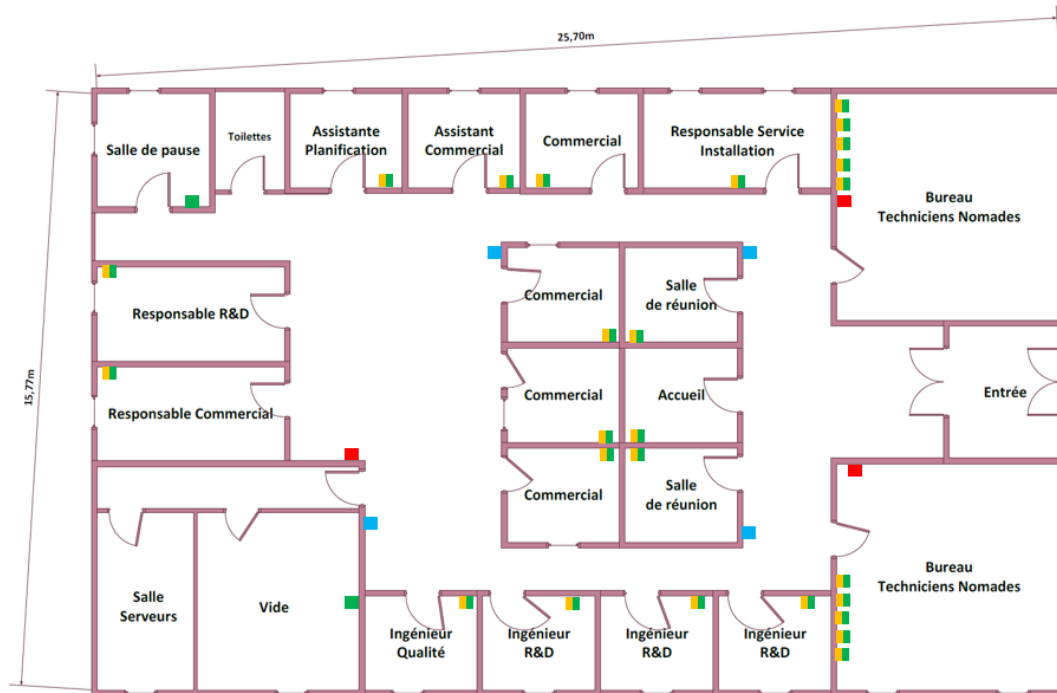 25,70m
15,77m
Salle de pause
Toilettes
Assistante
Planification
Assistant
Commercial
Commercial
Responsable Service
Installation
Bureau
Techniciens Nomades
Responsable R&D
Commercial
Salle
de réunion
Responsable Commercial
Commercial
Accueil
Entrée
Commercial
Salle
de réunion
Salle
Serveurs
Vide
Ingénieur
Qualité
Ingénieur
R&D
Ingénieur
R&D
Ingénieur
R&D
Bureau
Techniciens Nomades